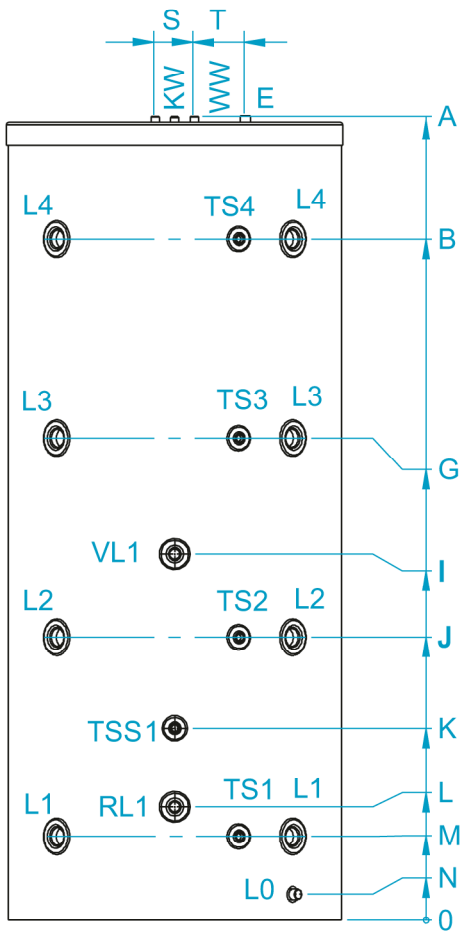 S T
KW WW E A
L4 TS4 L4
B
L3 TS3 L3
G
VL1
I
L2 TS2 L2
J
TSS1 K
L
L1 RL1 TS1 L1
M
N
L0
0